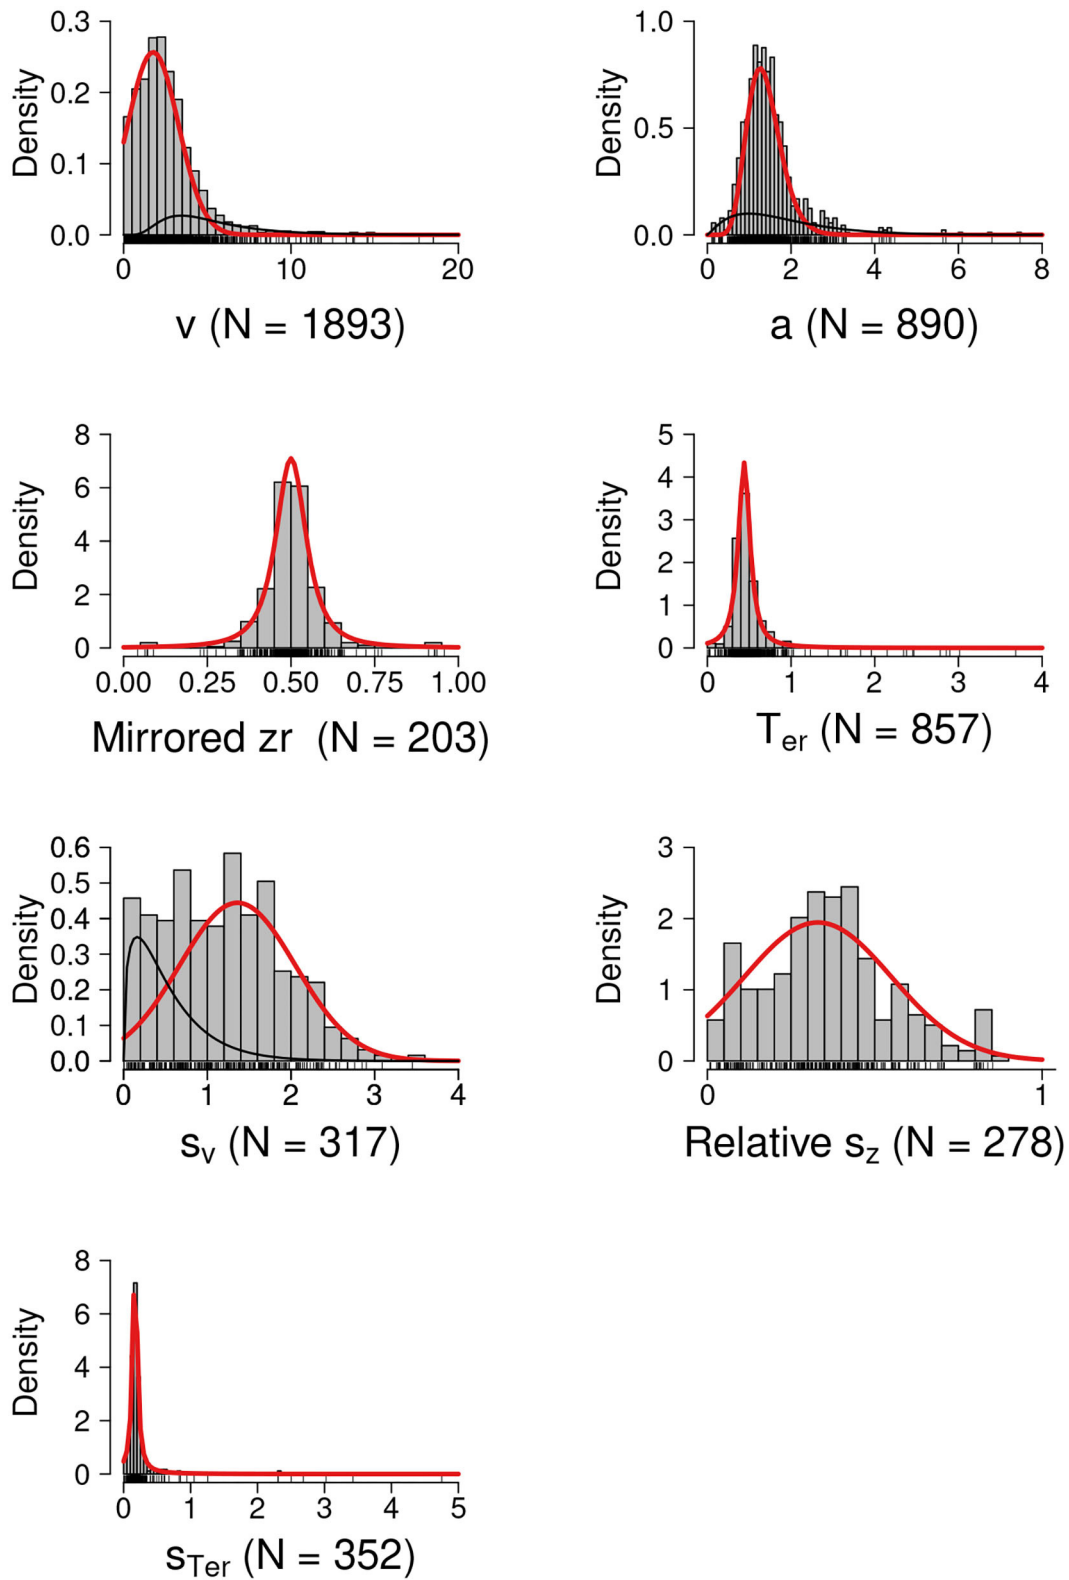 0.3
0.2
0.1
0.0
Density
0 10 20
v (N = 1893)
1.0
0.5
0.0
Density
0 2 4 6 8
a (N = 890)
8
6
4
2
0
Density
0.00 0.25 0.50 0.75 1.00
Mirrored zr (N = 203)
5
4
3
2
1
0
Density
0 1 2 3 4
Ter (N = 857)
0.6
0.5
0.4
0.3
0.2
0.1
0.0
Density
0 1 2 3 4
sv (N = 317)
3
2
1
0
Density
0 1
Relative sz (N = 278)
8
6
4
2
0
Density
0 1 2 3 4 5
sTer (N = 352)